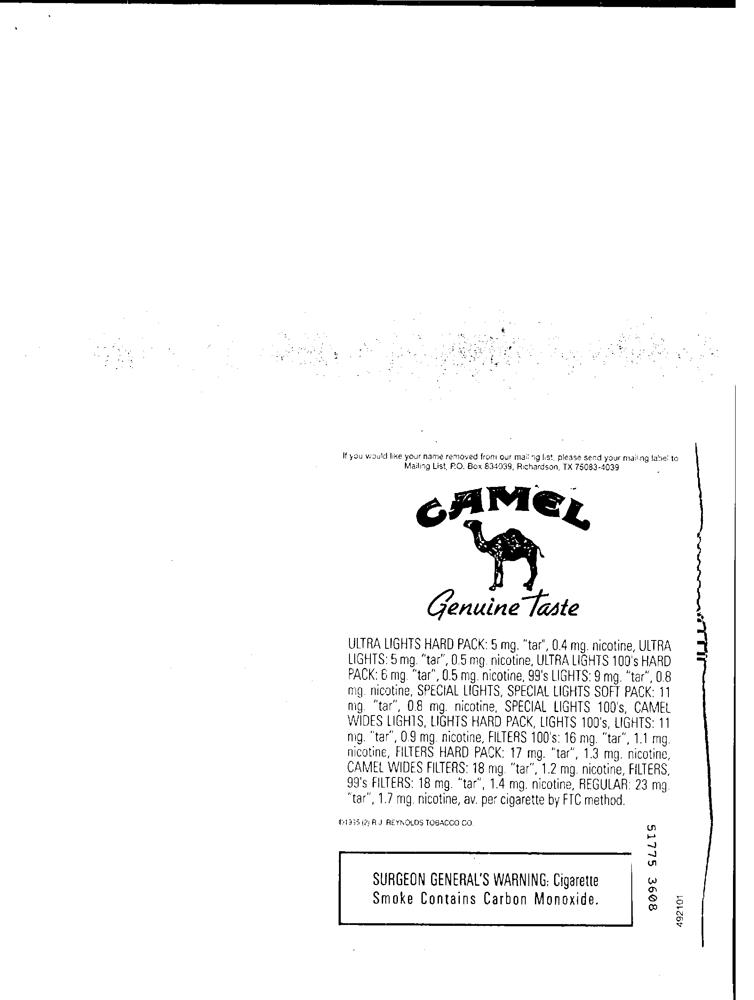 If you would like your name removed from our mailing list, please send your mailing label to
Mailing List, P.O. Box 834039, Richardson, TX 75083-4039
CAMEL
Genuine Taste
ULTRA LIGHTS HARD PACK: 5 mg. "tar", 0.4 mg. nicotine, ULTRA
LIGHTS: 5 mg. "tar", 0.5 mg. nicotine, ULTRA LIGHTS 100's HARD
PACK: 6 mg. "tar", 0.5 mg. nicotine, 99's LIGHTS: 9 mg. "tar", 0.8
mg. nicotine, SPECIAL LIGHTS, SPECIAL LIGHTS SOFT PACK: 11
mg. "tar", 0.8 mg. nicotine, SPECIAL LIGHTS 100's, CAMEL
WIDES LIGHTS, LIGHTS HARD PACK, LIGHTS 100's, LIGHTS: 11
mg. "tar", 0.9 mg. nicotine, FILTERS 100's: 16 mg. "tar", 1.1 mg.
nicotine, FILTERS HARD PACK: 17 mg. "tar", 1.3 mg. nicotine,
CAMEL WIDES FILTERS: 18 mg. "tar", 1.2 mg. nicotine, FILTERS,
99's FILTERS: 18 mg. "tar", 1.4 mg. nicotine, REGULAR: 23 mg.
"tar", 1.7 mg. nicotine, av. per cigarette by FTC method.
R.J. REYNOLDS TOBACCO CO.
SURGEON GENERAL'S WARNING: Cigarette
Smoke Contains Carbon Monoxide.
51775 3608
492101